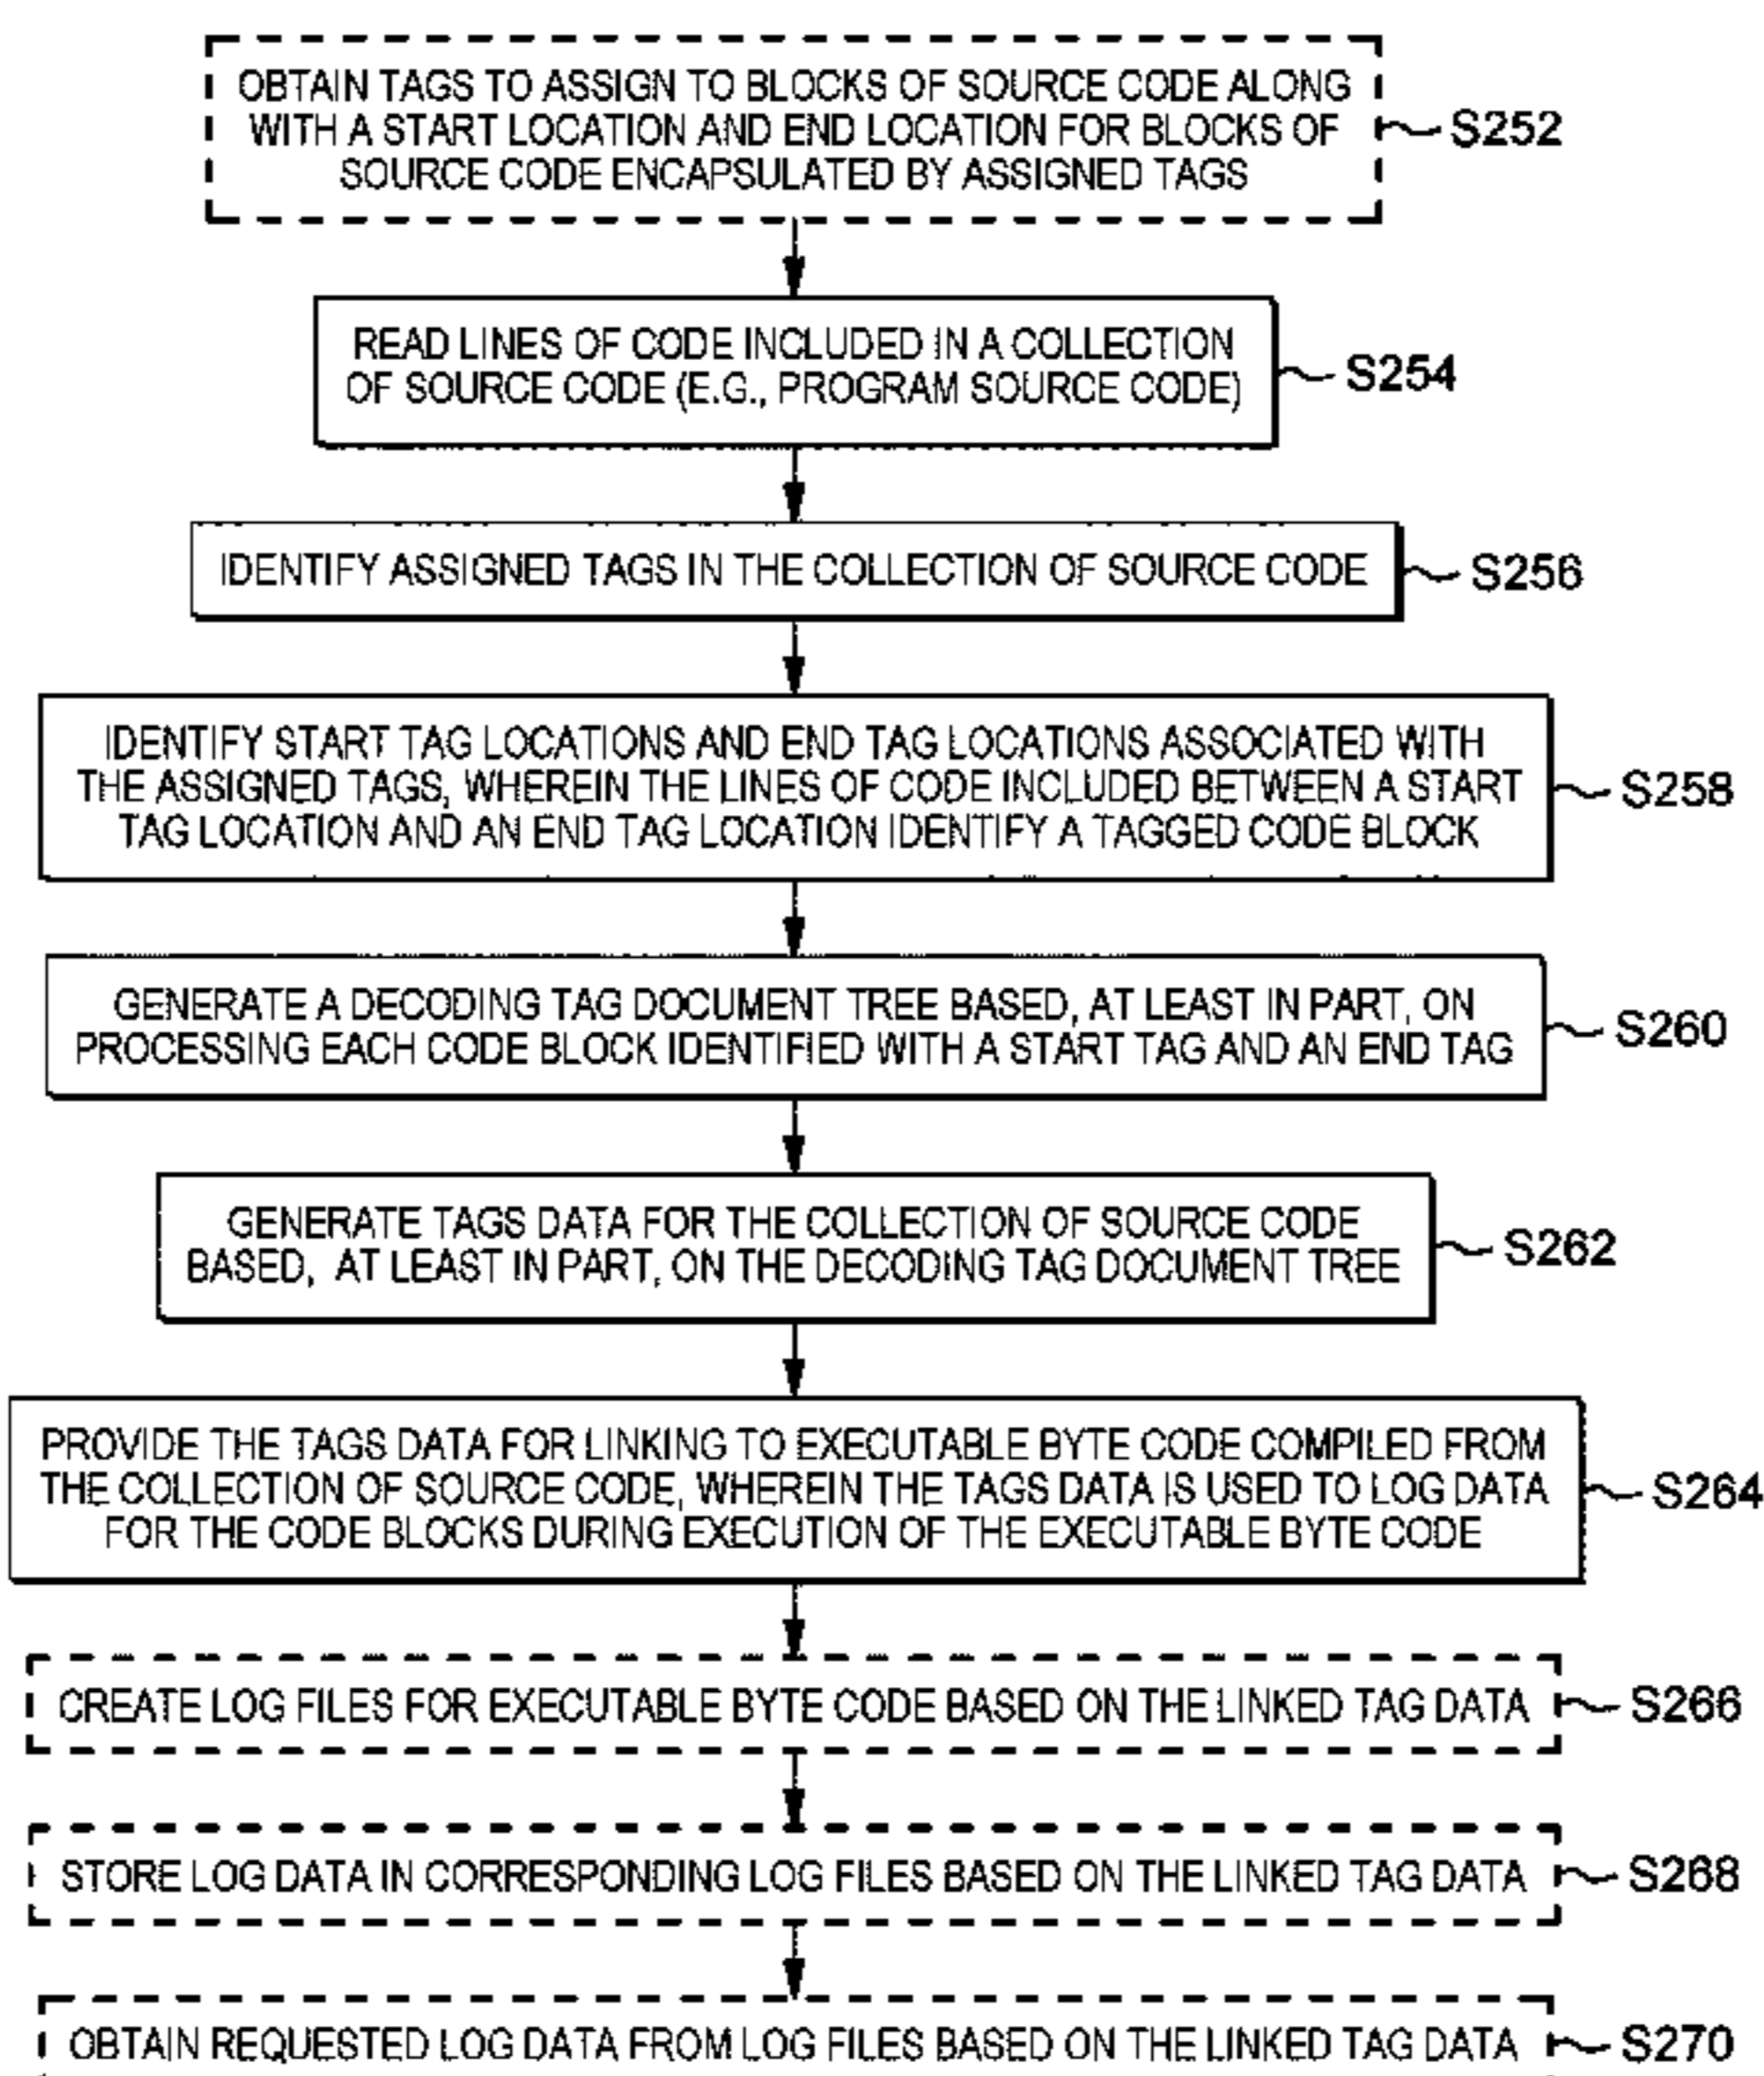 OBTAIN TAGS TO ASSIGN TO BLOCKS OF SOURCE CODE ALONG
WITH A START LOCATION AND END LOCATION FOR BLOCKS OF
SOURCE CODE ENCAPSULATED BY ASSIGNED TAGS
S252
READ LINES OF CODE INCLUDED IN A COLLECTION
OF SOURCE CODE (E.G., PROGRAM SOURCE CODE)
S254
IDENTIFY ASSIGNED TAGS IN THE COLLECTION OF SOURCE CODE
S256
IDENTIFY START TAG LOCATIONS AND END TAG LOCATIONS ASSOCIATED WITH
THE ASSIGNED TAGS, WHEREIN THE LINES OF CODE INCLUDED BETWEEN A START
TAG LOCATION AND AN END TAG LOCATION IDENTIFY A TAGGED CODE BLOCK
S258
GENERATE A DECODING TAG DOCUMENT TREE BASED, AT LEAST IN PART, ON
PROCESSING EACH CODE BLOCK IDENTIFIED WITH A START TAG AND AN END TAG
S260
GENERATE TAGS DATA FOR THE COLLECTION OF SOURCE CODE
BASED, AT LEAST IN PART, ON THE DECODING TAG DOCUMENT TREE
S262
PROVIDE THE TAGS DATA FOR LINKING TO EXECUTABLE BYTE CODE COMPILED FROM
THE COLLECTION OF SOURCE CODE, WHEREIN THE TAGS DATA IS USED TO LOG DATA
FOR THE CODE BLOCKS DURING EXECUTION OF THE EXECUTABLE BYTE CODE
S264
CREATE LOG FILES FOR EXECUTABLE BYTE CODE BASED ON THE LINKED TAG DATA
S266
STORE LOG DATA IN CORRESPONDING LOG FILES BASED ON THE LINKED TAG DATA
S268
OBTAIN REQUESTED LOG DATA FROM LOG FILES BASED ON THE LINKED TAG DATA
S270